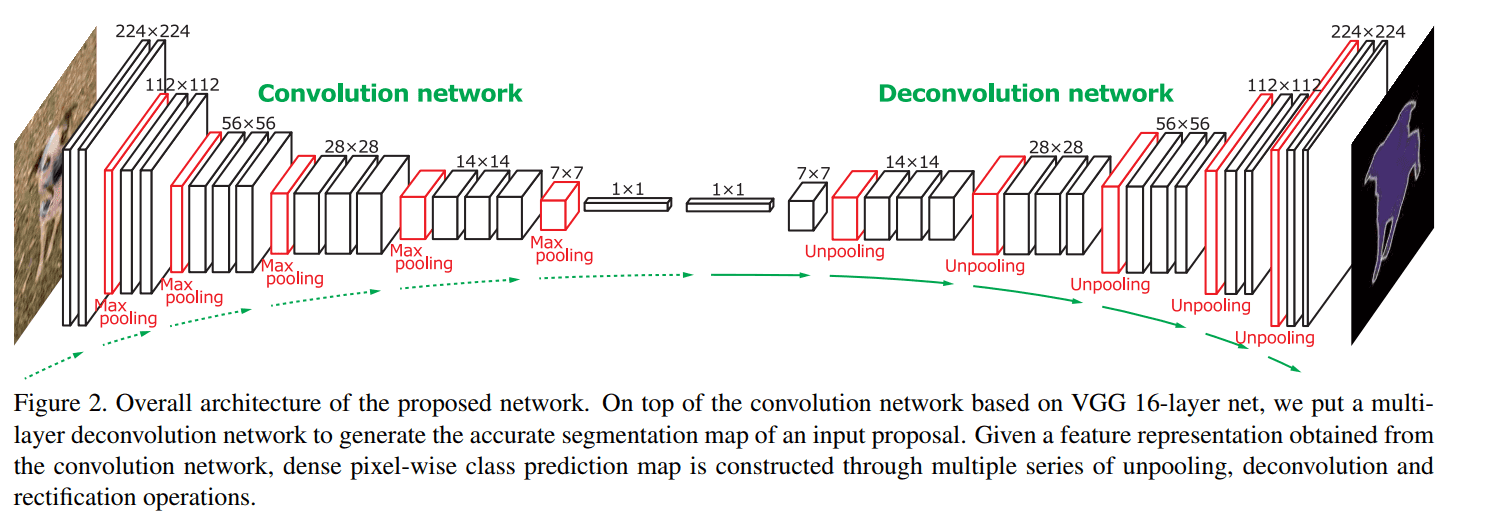 224×224
112×112
56×56
28×28
14×14
7×7
1×1
1×1
7×7
14×14
28×28
56×56
112×112
224×224
Convolution network
Deconvolution network
Max
pooling
Max
pooling
Max
pooling
Max
pooling
Max
pooling
Unpooling
Unpooling
Unpooling
Unpooling
Unpooling
Figure 2. Overall architecture of the proposed network. On top of the convolution network based on VGG 16-layer net, we put a multi-
layer deconvolution network to generate the accurate segmentation map of an input proposal. Given a feature representation obtained from
the convolution network, dense pixel-wise class prediction map is constructed through multiple series of unpooling, deconvolution and
rectification operations.